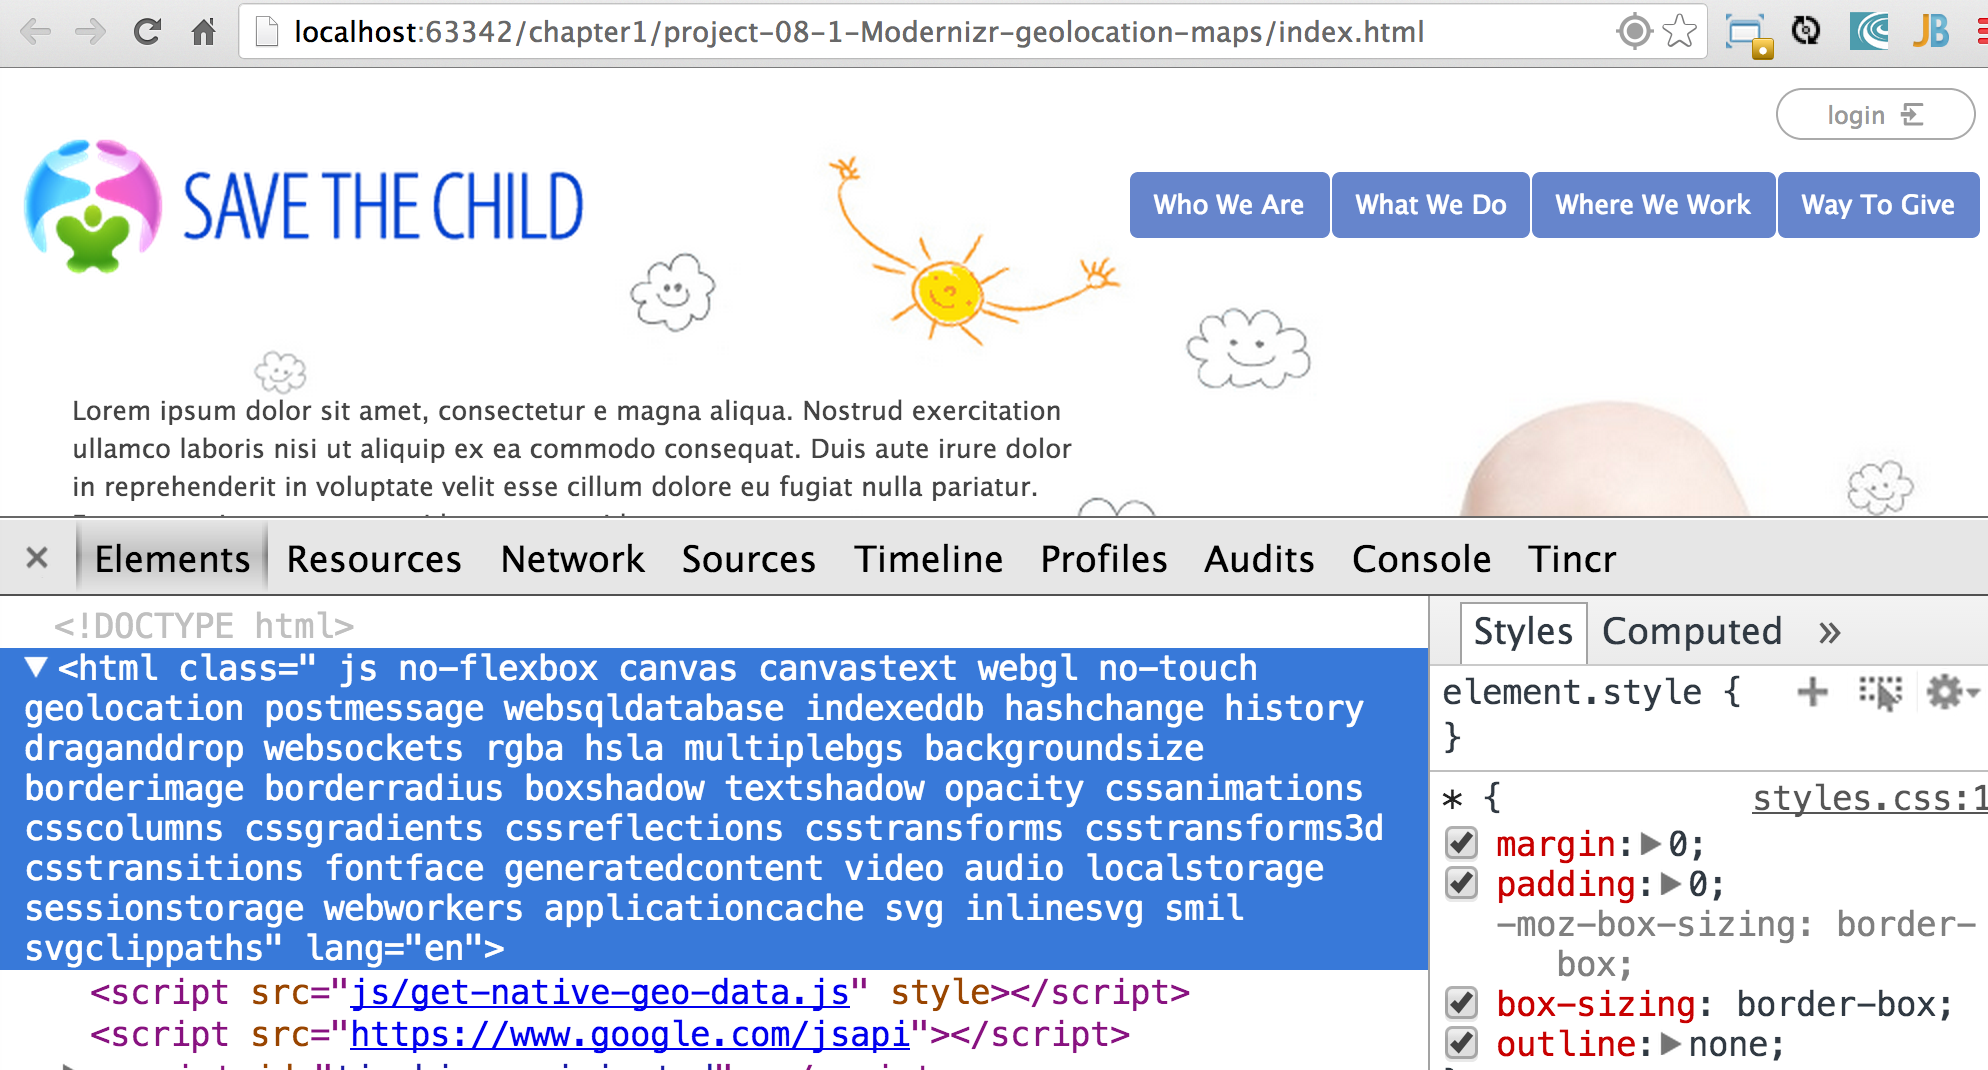 localhost:63342/chapter1/project-08-1-Modernizr-geolocation-maps/index.html
JB
login
SAVE THE CHILD
Who We Are What We Do Where We Work Way To Give
Lorem ipsum dolor sit amet, consectetur e magna aliqua. Nostrud exercitation
ullamco laboris nisi ut aliquip ex ea commodo consequat. Duis aute irure dolor
in reprehenderit in voluptate velit esse cillum dolore eu fugiat nulla pariatur.
× Elements Resources Network Sources Timeline Profiles Audits Console Tincr
<!DOCTYPE html>
▼<html class=" js no-flexbox canvas canvastext webgl no-touch
geolocation postmessage websqldatabase indexeddb hashchange history
draganddrop websockets rgba hsla multiplebgs backgroundsize
borderimage borderradius boxshadow textshadow opacity cssanimations
csscolumns cssgradients cssreflections csstransforms csstransforms3d
csstransitions fontface generatedcontent video audio localstorage
sessionstorage webworkers applicationcache svg inlinesvg smil
svgclippaths" lang="en">
<script src="js/get-native-geo-data.js" style></script>
<script src="https://www.google.com/jsapi"></script>
Styles Computed »
element.style {
}
* { styles.css:1
margin:▶0;
padding:▶0;
-moz-box-sizing: border-
box;
box-sizing: border-box;
outline:▶none;